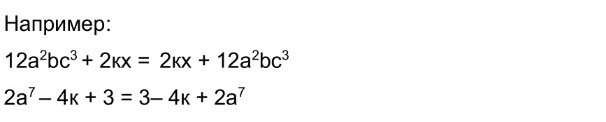 Например:
12a²bc³ + 2кх = 2кх + 12a²bc³
2a⁷ – 4к + 3 = 3– 4к + 2a⁷